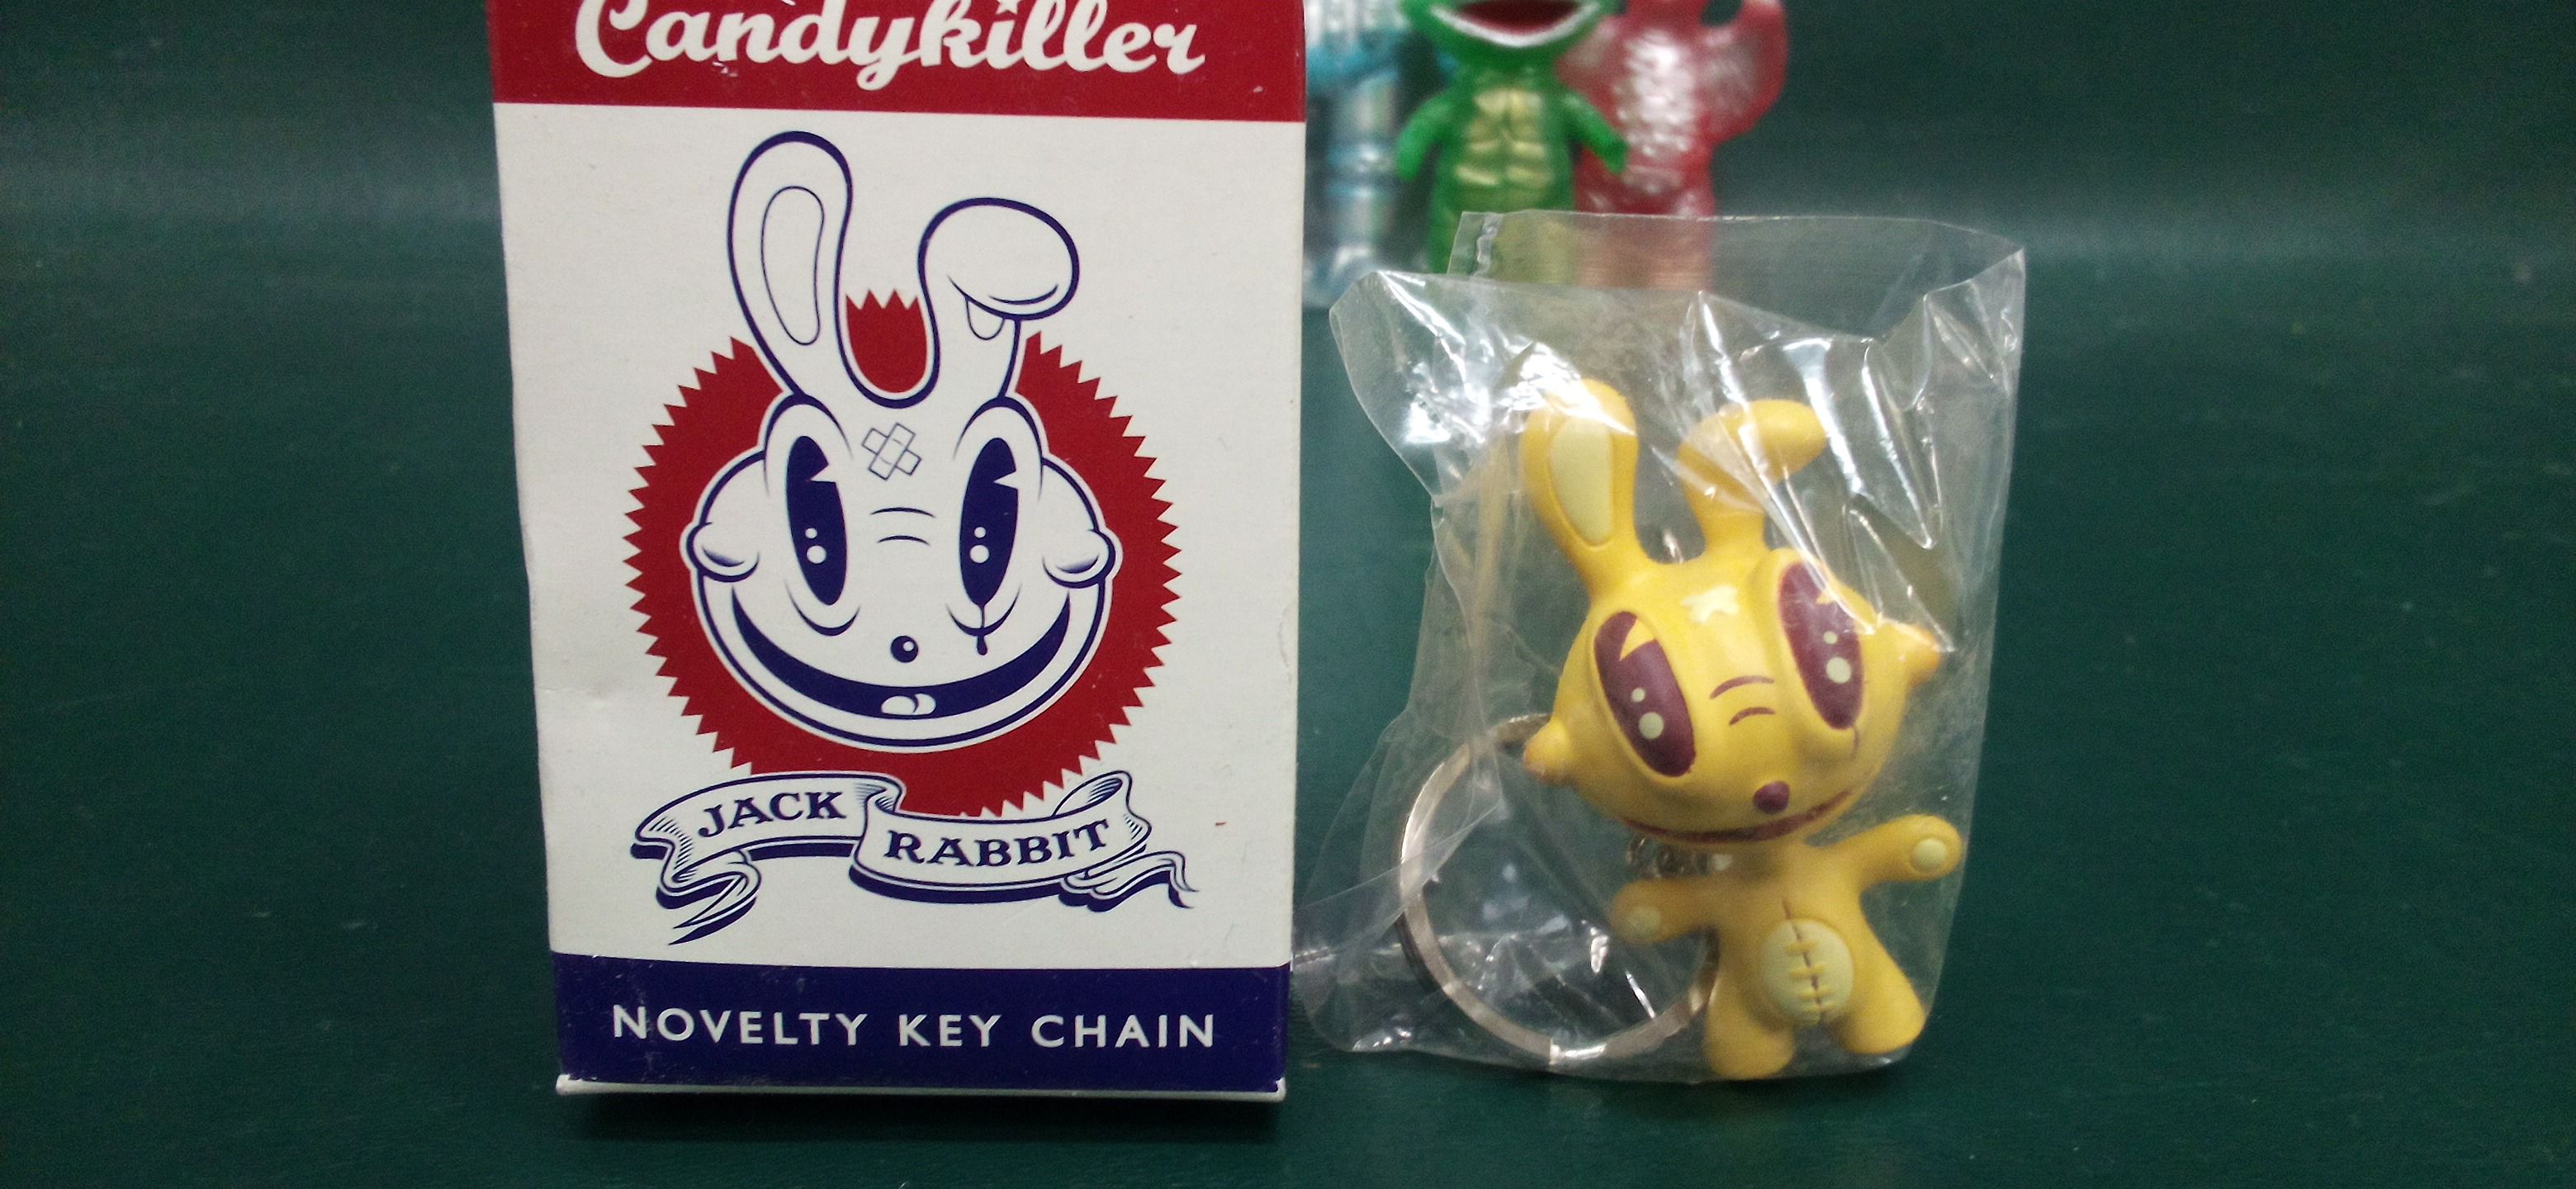 Candykiller
JACK
RABBIT
NOVELTY KEY CHAIN